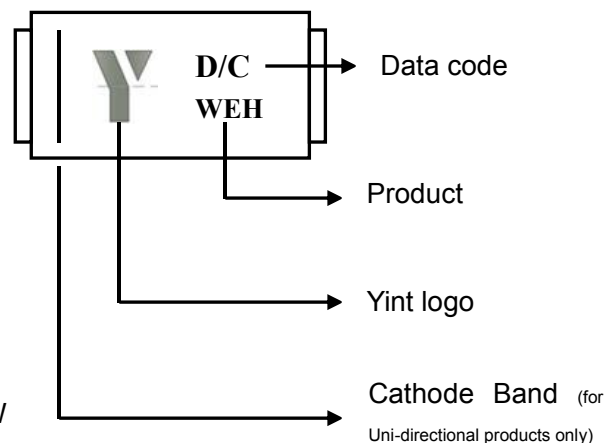 D/C
WEH
Data code
Product
Yint logo
Cathode Band (for
Uni-directional products only)